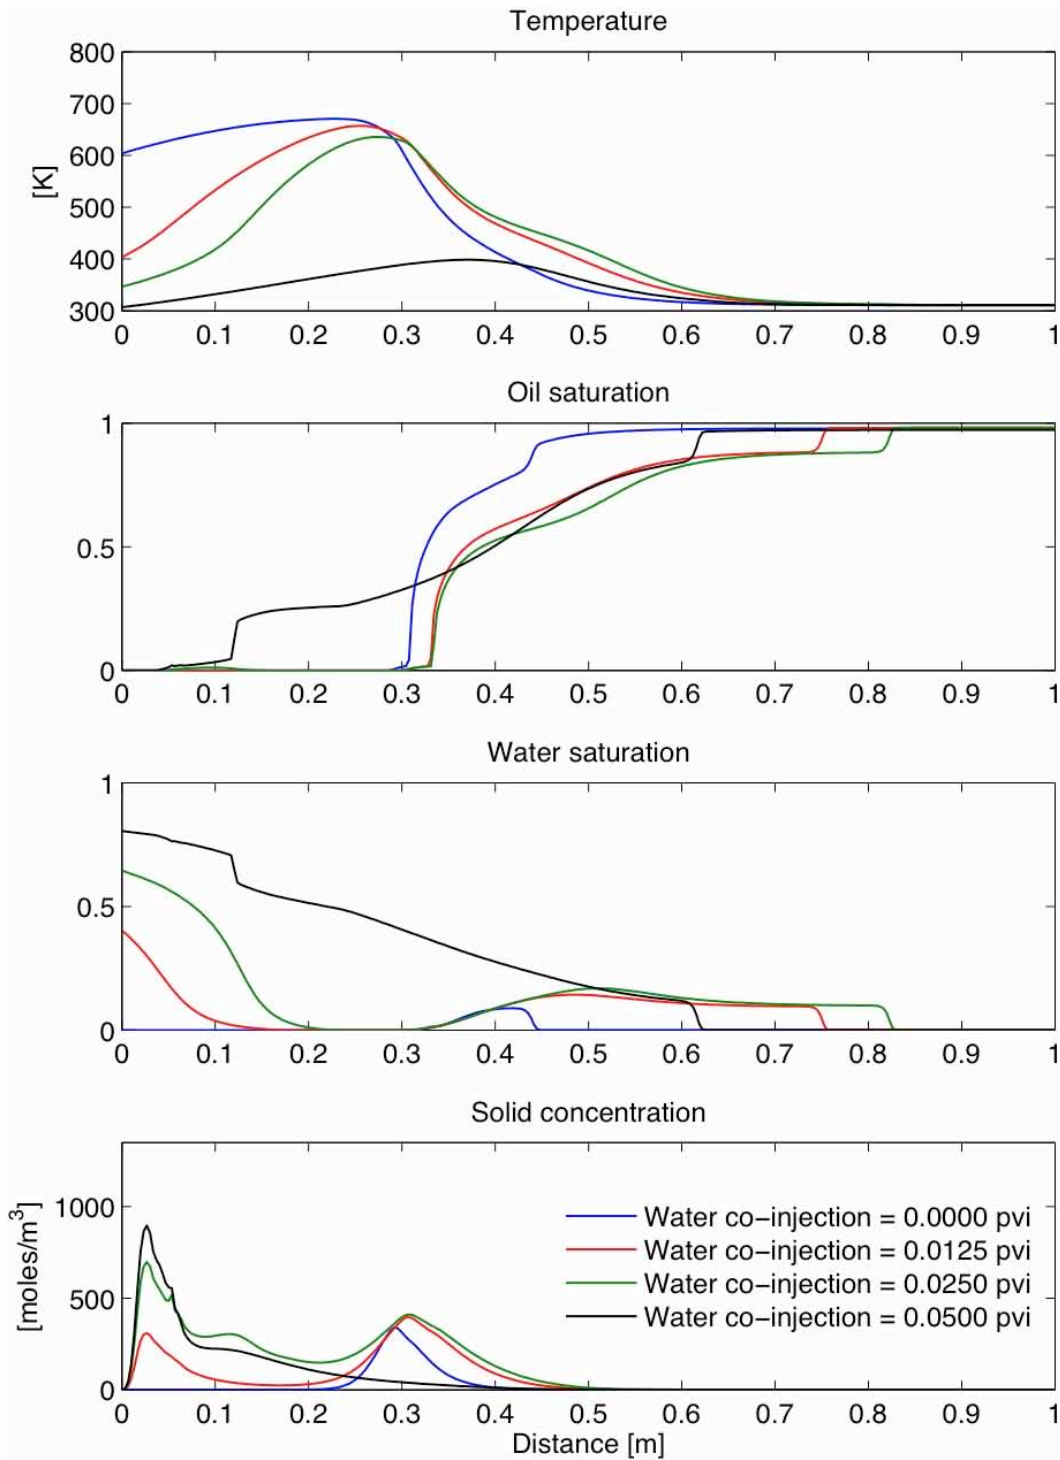 Temperature
800
700
600
500
400
300
[K]
0 0.1 0.2 0.3 0.4 0.5 0.6 0.7 0.8 0.9 1
Oil saturation
1
0.5
0
0 0.1 0.2 0.3 0.4 0.5 0.6 0.7 0.8 0.9 1
Water saturation
1
0.5
0
0 0.1 0.2 0.3 0.4 0.5 0.6 0.7 0.8 0.9 1
Solid concentration
1000
500
0
[moles/m³]
Water co−injection = 0.0000 pvi
Water co−injection = 0.0125 pvi
Water co−injection = 0.0250 pvi
Water co−injection = 0.0500 pvi
0 0.1 0.2 0.3 0.4 0.5 0.6 0.7 0.8 0.9 1
Distance [m]